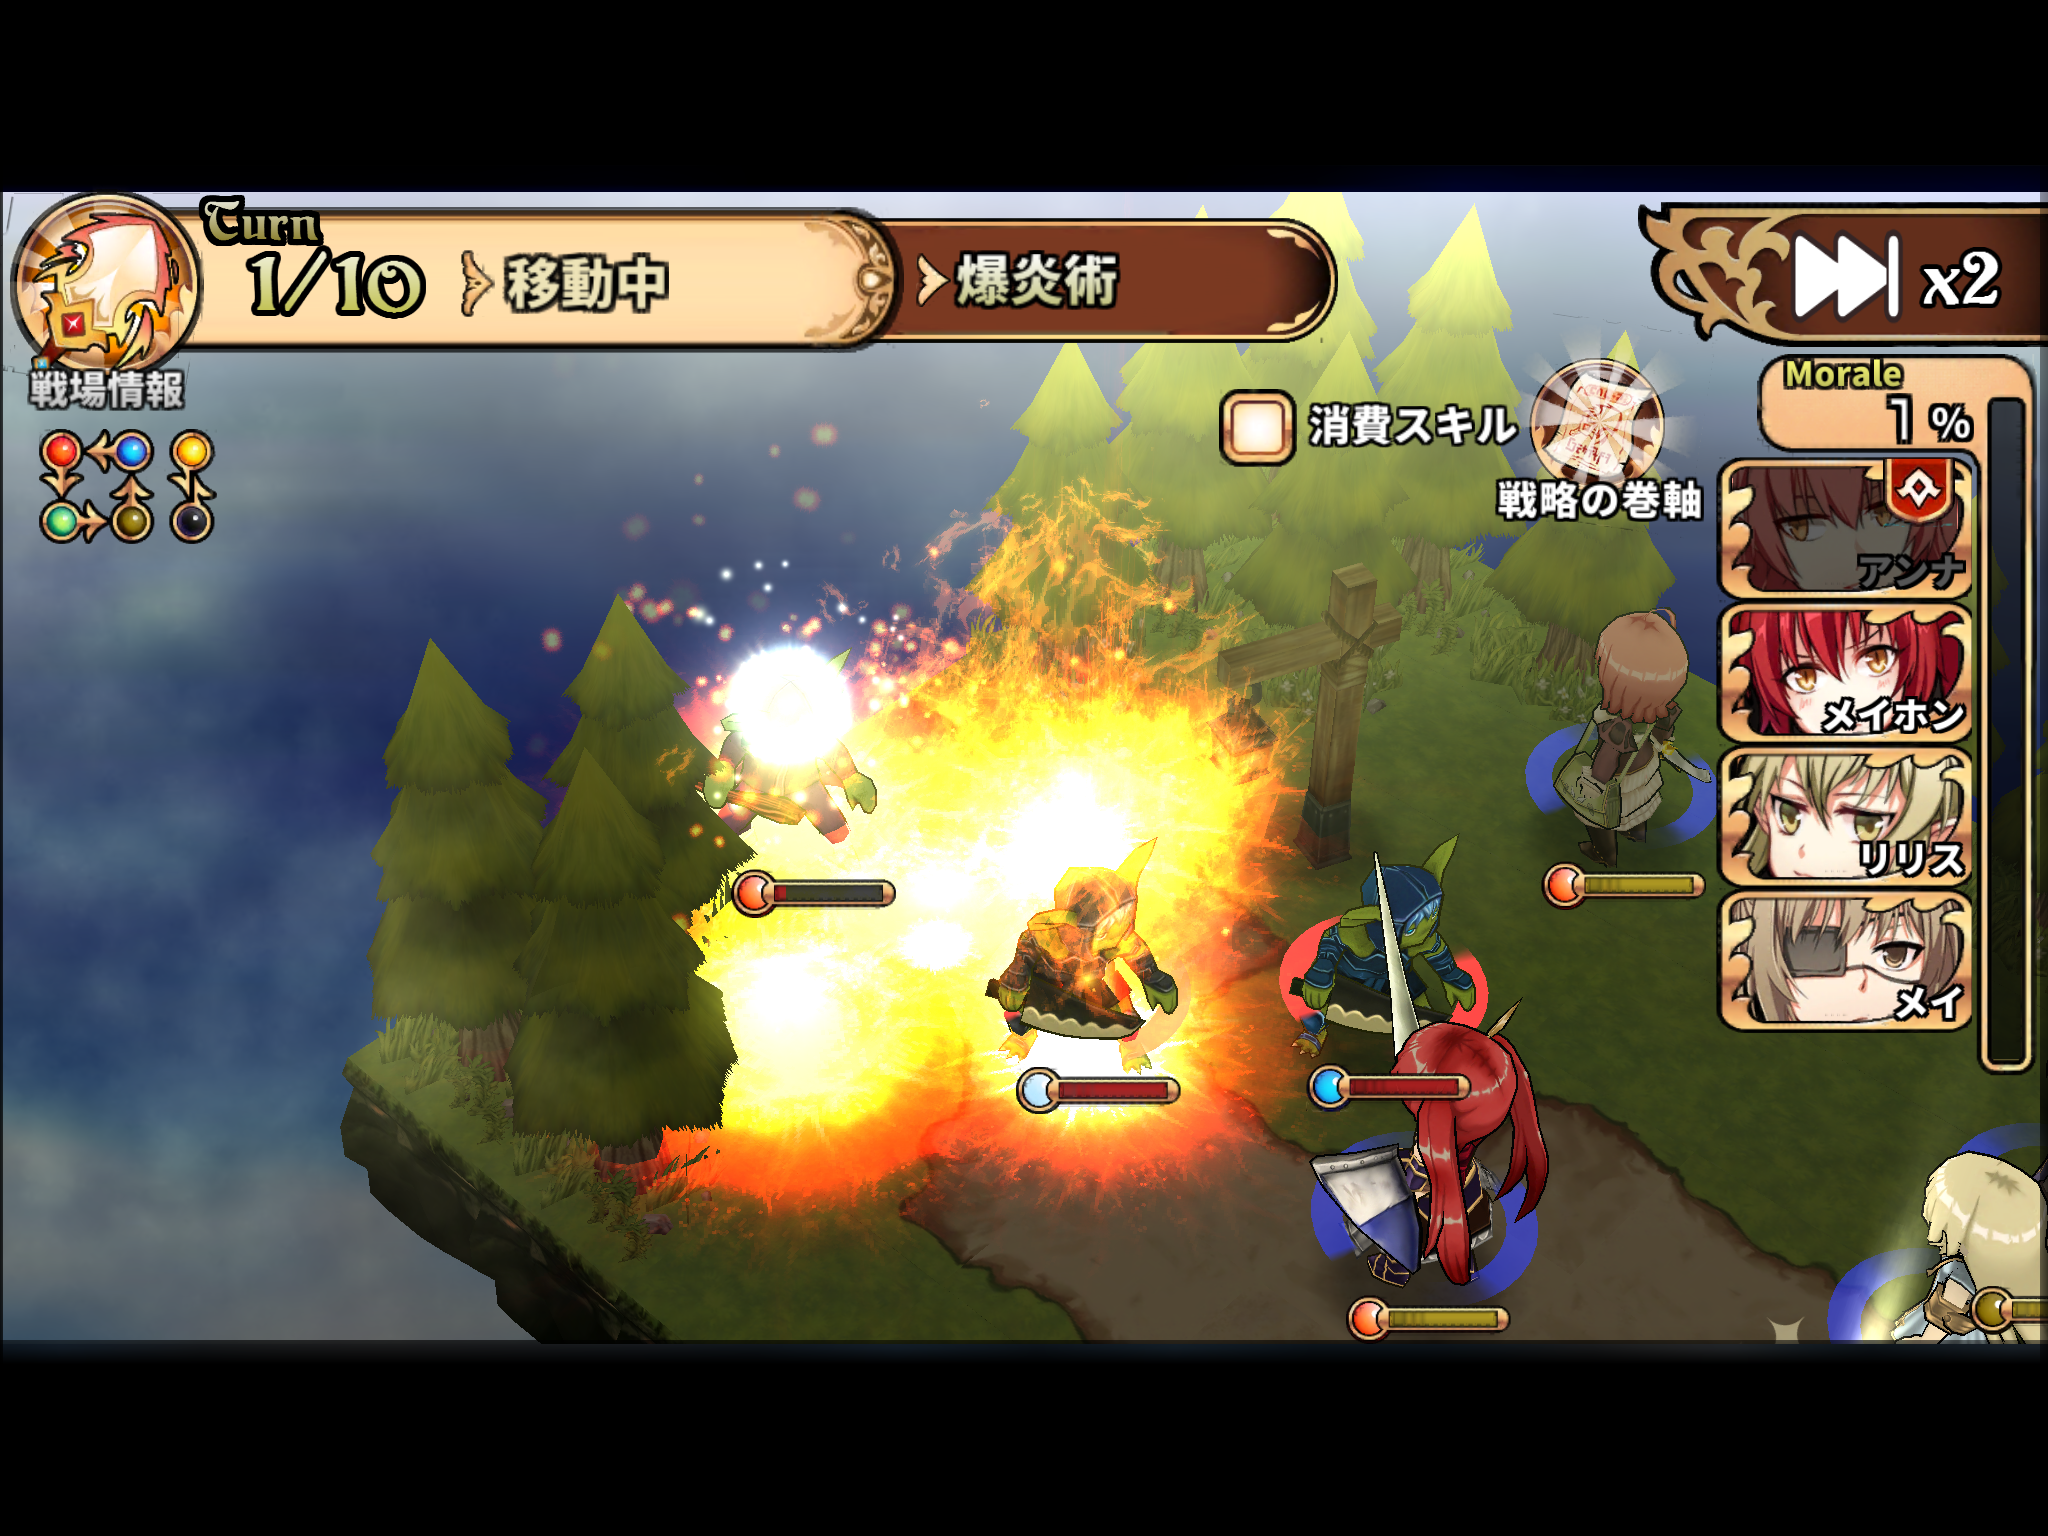 Turn
1/10
移動中
爆炎術
x2
戦場情報
Morale
1 %
消費スキル
戦略の巻軸
アンナ
メイホン
リリス
メイ